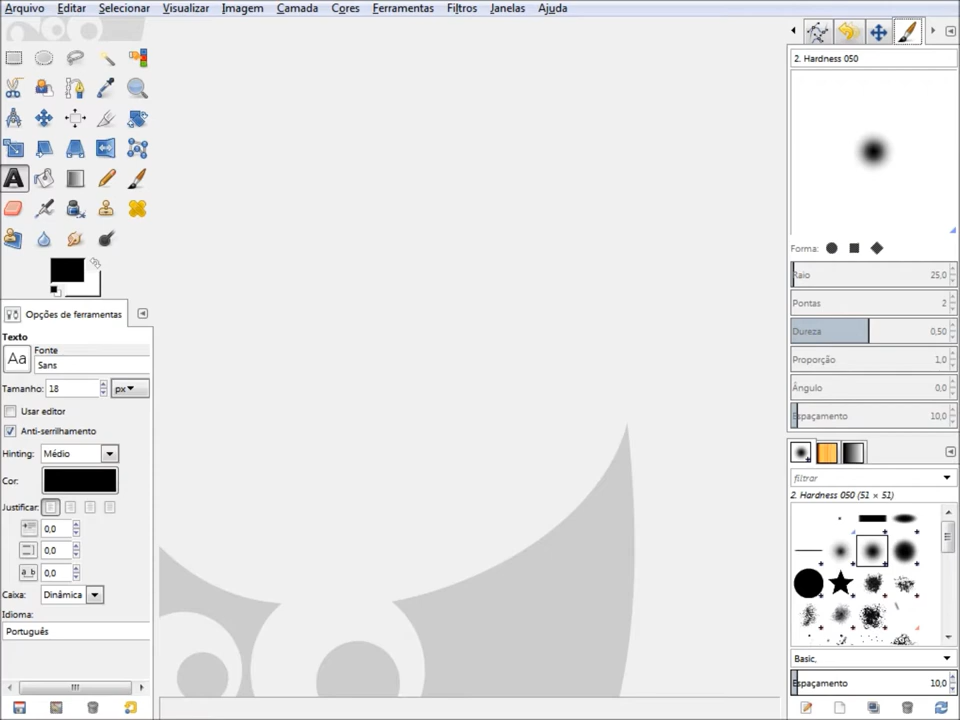 Arquivo Editar Selecionar Visualizar Imagem Camada Cores Ferramentas Filtros Janelas Ajuda
Opções de ferramentas
Texto
Fonte
Aa Sans
Tamanho: 18 px
Usar editor
Anti-serrilhamento
Hinting: Médio
Cor:
Justificar:
0,0
0,0
a b 0,0
Caixa: Dinâmica
Idioma:
Português
2. Hardness 050
Forma:
Raio 25,0
Pontas 2
Dureza 0,50
Proporção 1,0
Ângulo 0,0
Espaçamento 10,0
filtrar
2. Hardness 050 (51 × 51)
Basic,
Espaçamento 10,0